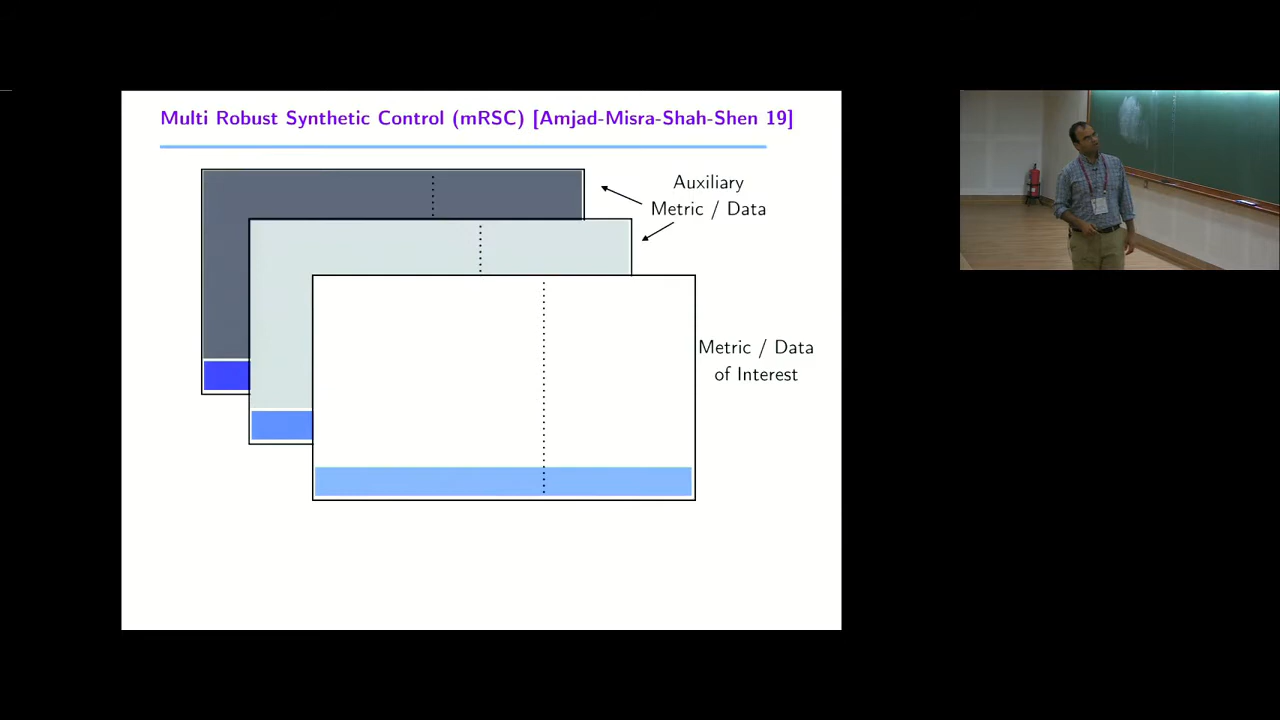 Multi Robust Synthetic Control (mRSC) [Amjad-Misra-Shah-Shen 19]
Auxiliary
Metric / Data
Metric / Data
of Interest